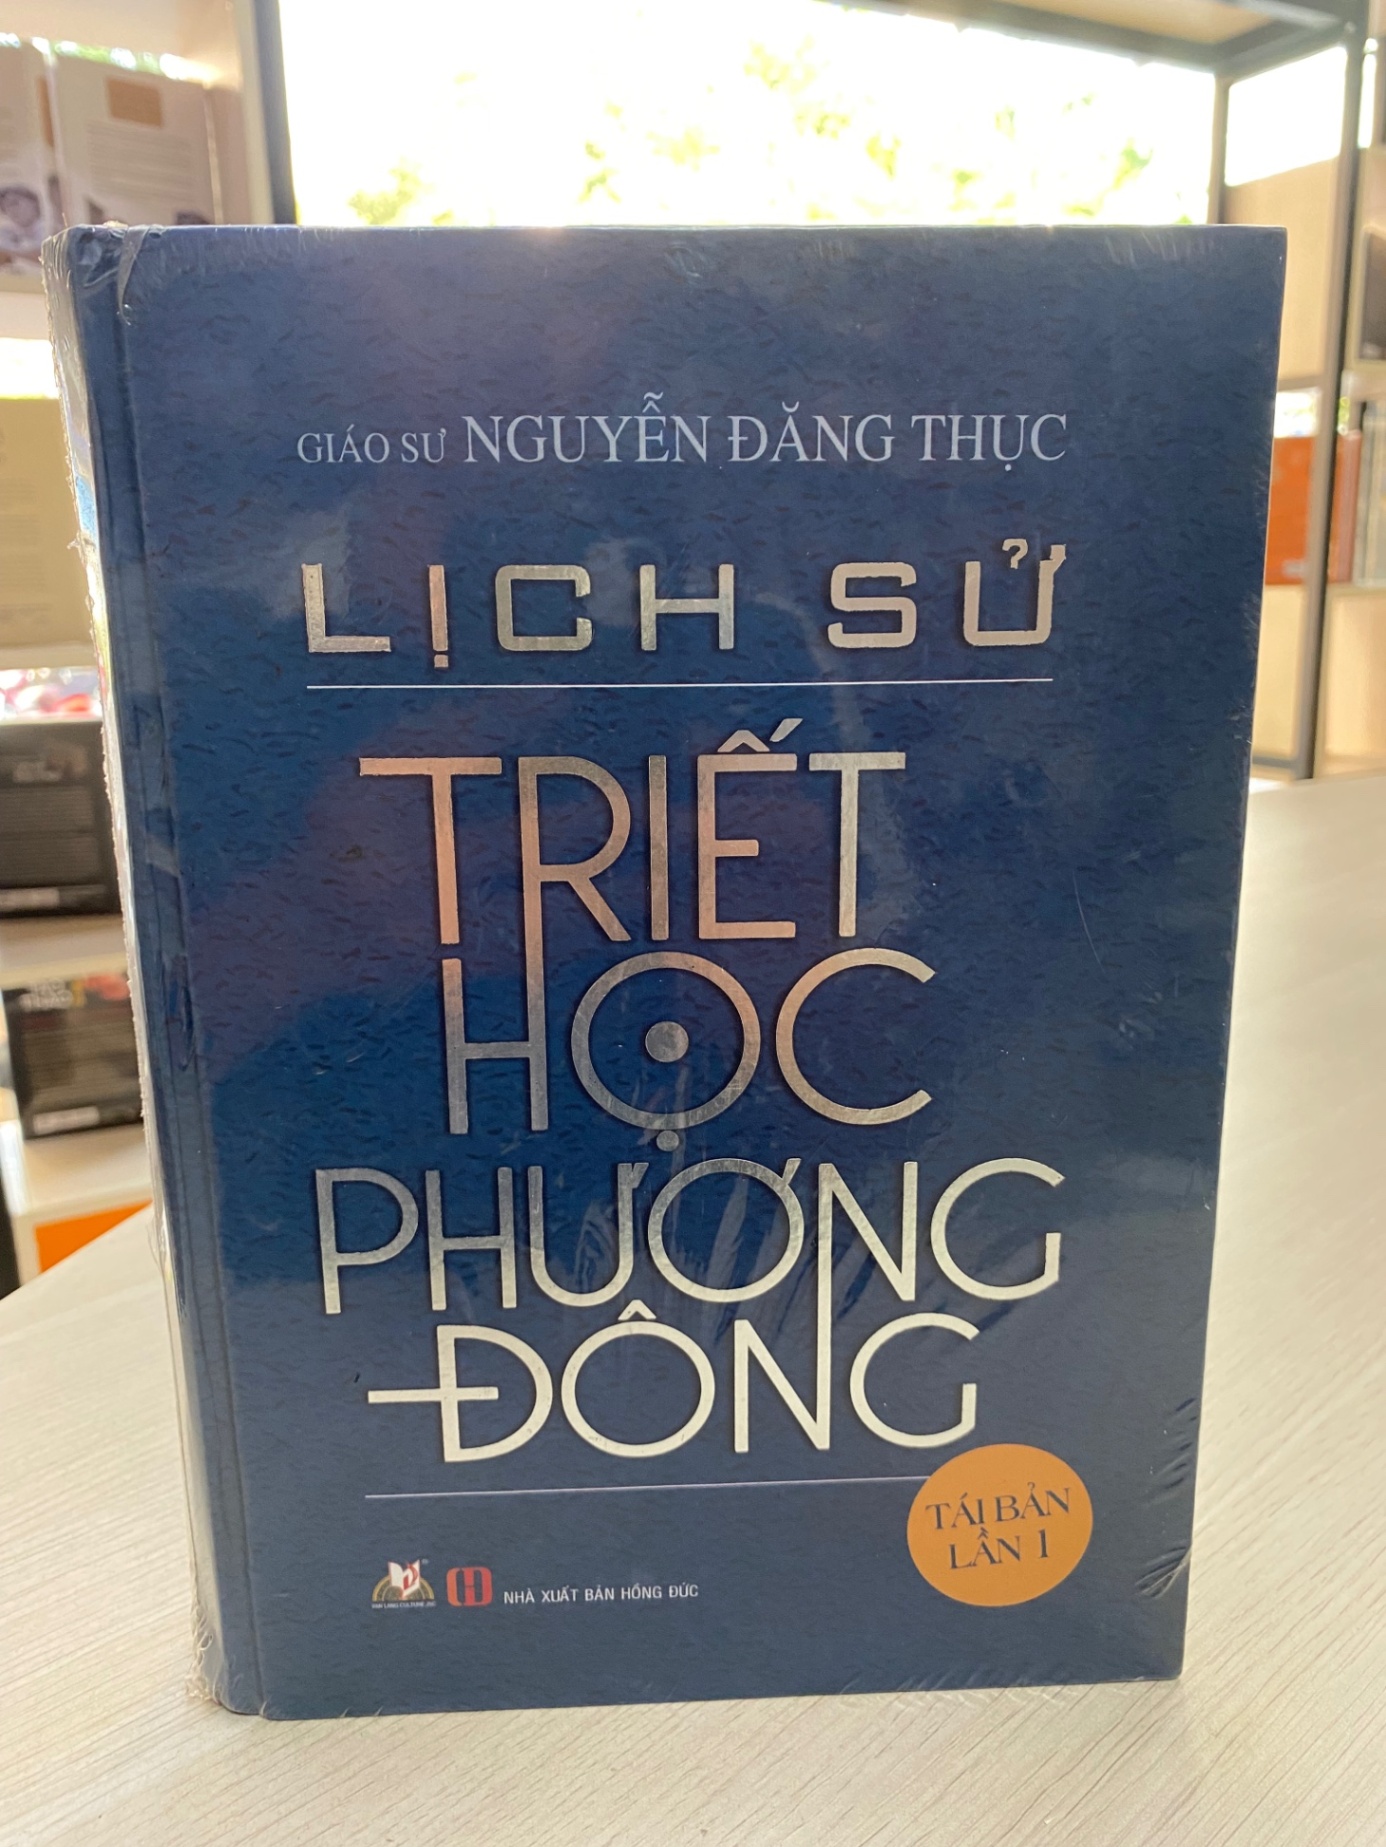 GIÁO SƯ NGUYỄN ĐĂNG THỤC
LỊCH SỬ
TRIẾT
HỌC
PHƯƠNG
ĐÔNG
TÁI BẢN
LẦN 1
NHÀ XUẤT BẢN HỒNG ĐỨC